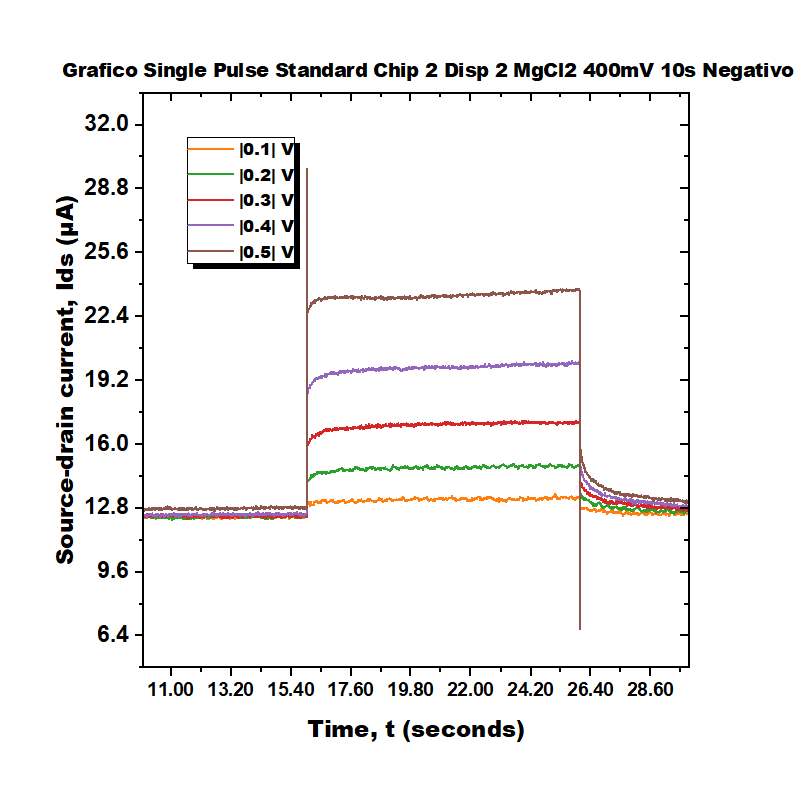 Grafico Single Pulse Standard Chip 2 Disp 2 MgCl2 400mV 10s Negativo
32.0
28.8
25.6
22.4
19.2
16.0
12.8
9.6
6.4
Source-drain current, Ids (µA)
|0.1| V
|0.2| V
|0.3| V
|0.4| V
|0.5| V
11.00 13.20 15.40 17.60 19.80 22.00 24.20 26.40 28.60
Time, t (seconds)